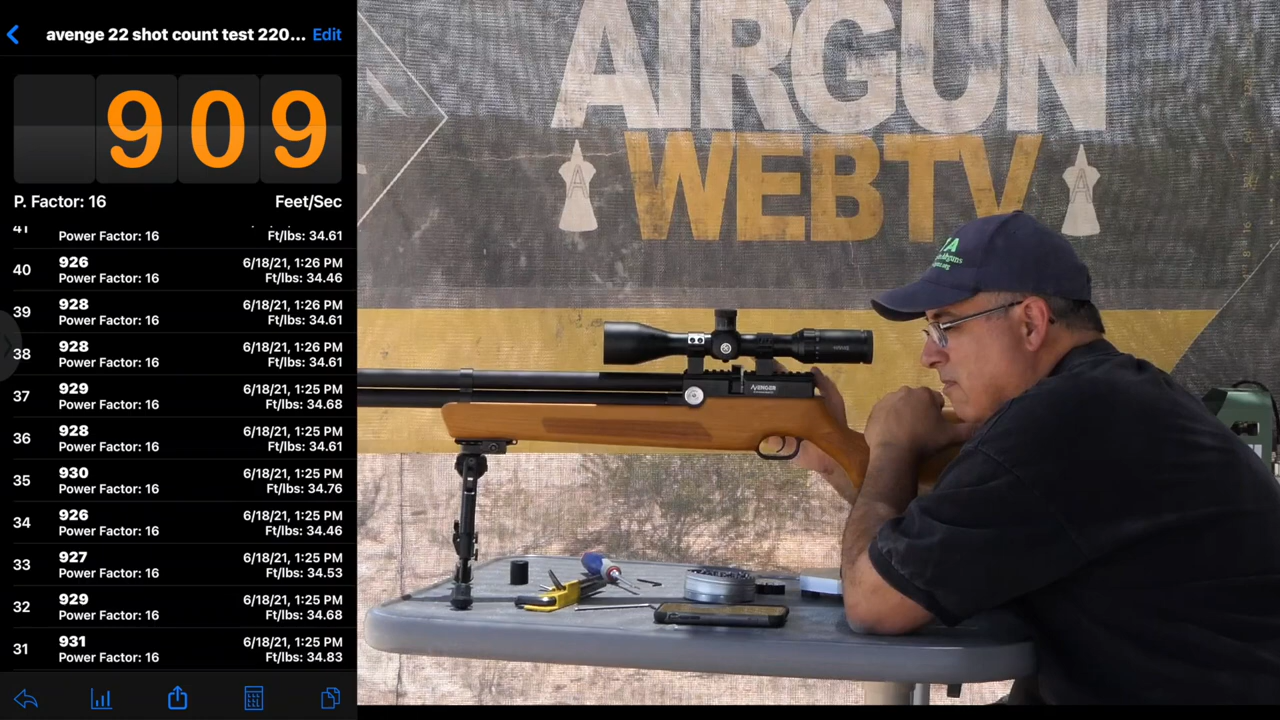 avenge 22 shot count test 220... Edit
909
P. Factor: 16 Feet/Sec
41
Power Factor: 16 Ft/lbs: 34.61
40 926 6/18/21, 1:26 PM
Power Factor: 16 Ft/lbs: 34.46
39 928 6/18/21, 1:26 PM
Power Factor: 16 Ft/lbs: 34.61
38 928 6/18/21, 1:26 PM
Power Factor: 16 Ft/lbs: 34.61
37 929 6/18/21, 1:25 PM
Power Factor: 16 Ft/lbs: 34.68
36 928 6/18/21, 1:25 PM
Power Factor: 16 Ft/lbs: 34.61
35 930 6/18/21, 1:25 PM
Power Factor: 16 Ft/lbs: 34.76
34 926 6/18/21, 1:25 PM
Power Factor: 16 Ft/lbs: 34.46
33 927 6/18/21, 1:25 PM
Power Factor: 16 Ft/lbs: 34.53
32 929 6/18/21, 1:25 PM
Power Factor: 16 Ft/lbs: 34.68
31 931 6/18/21, 1:25 PM
Power Factor: 16 Ft/lbs: 34.83
AIRGUN
WEBTV
A A
AVENGER